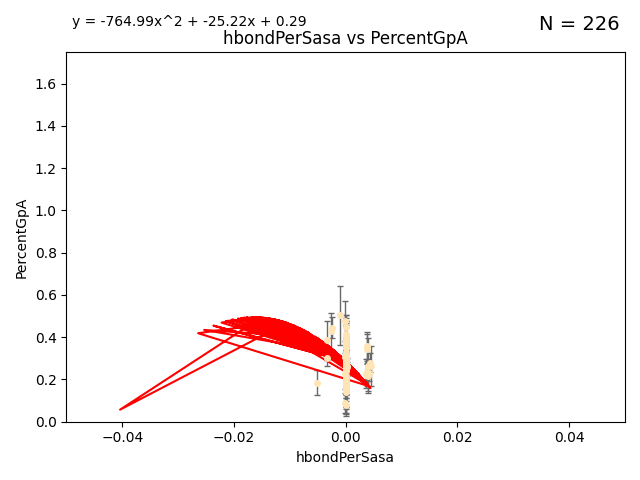 y = -764.99x^2 + -25.22x + 0.29
N = 226
hbondPerSasa vs PercentGpA
1.6
1.4
1.2
1.0
0.8
0.6
0.4
0.2
0.0
PercentGpA
−0.04 −0.02 0.00 0.02 0.04
hbondPerSasa